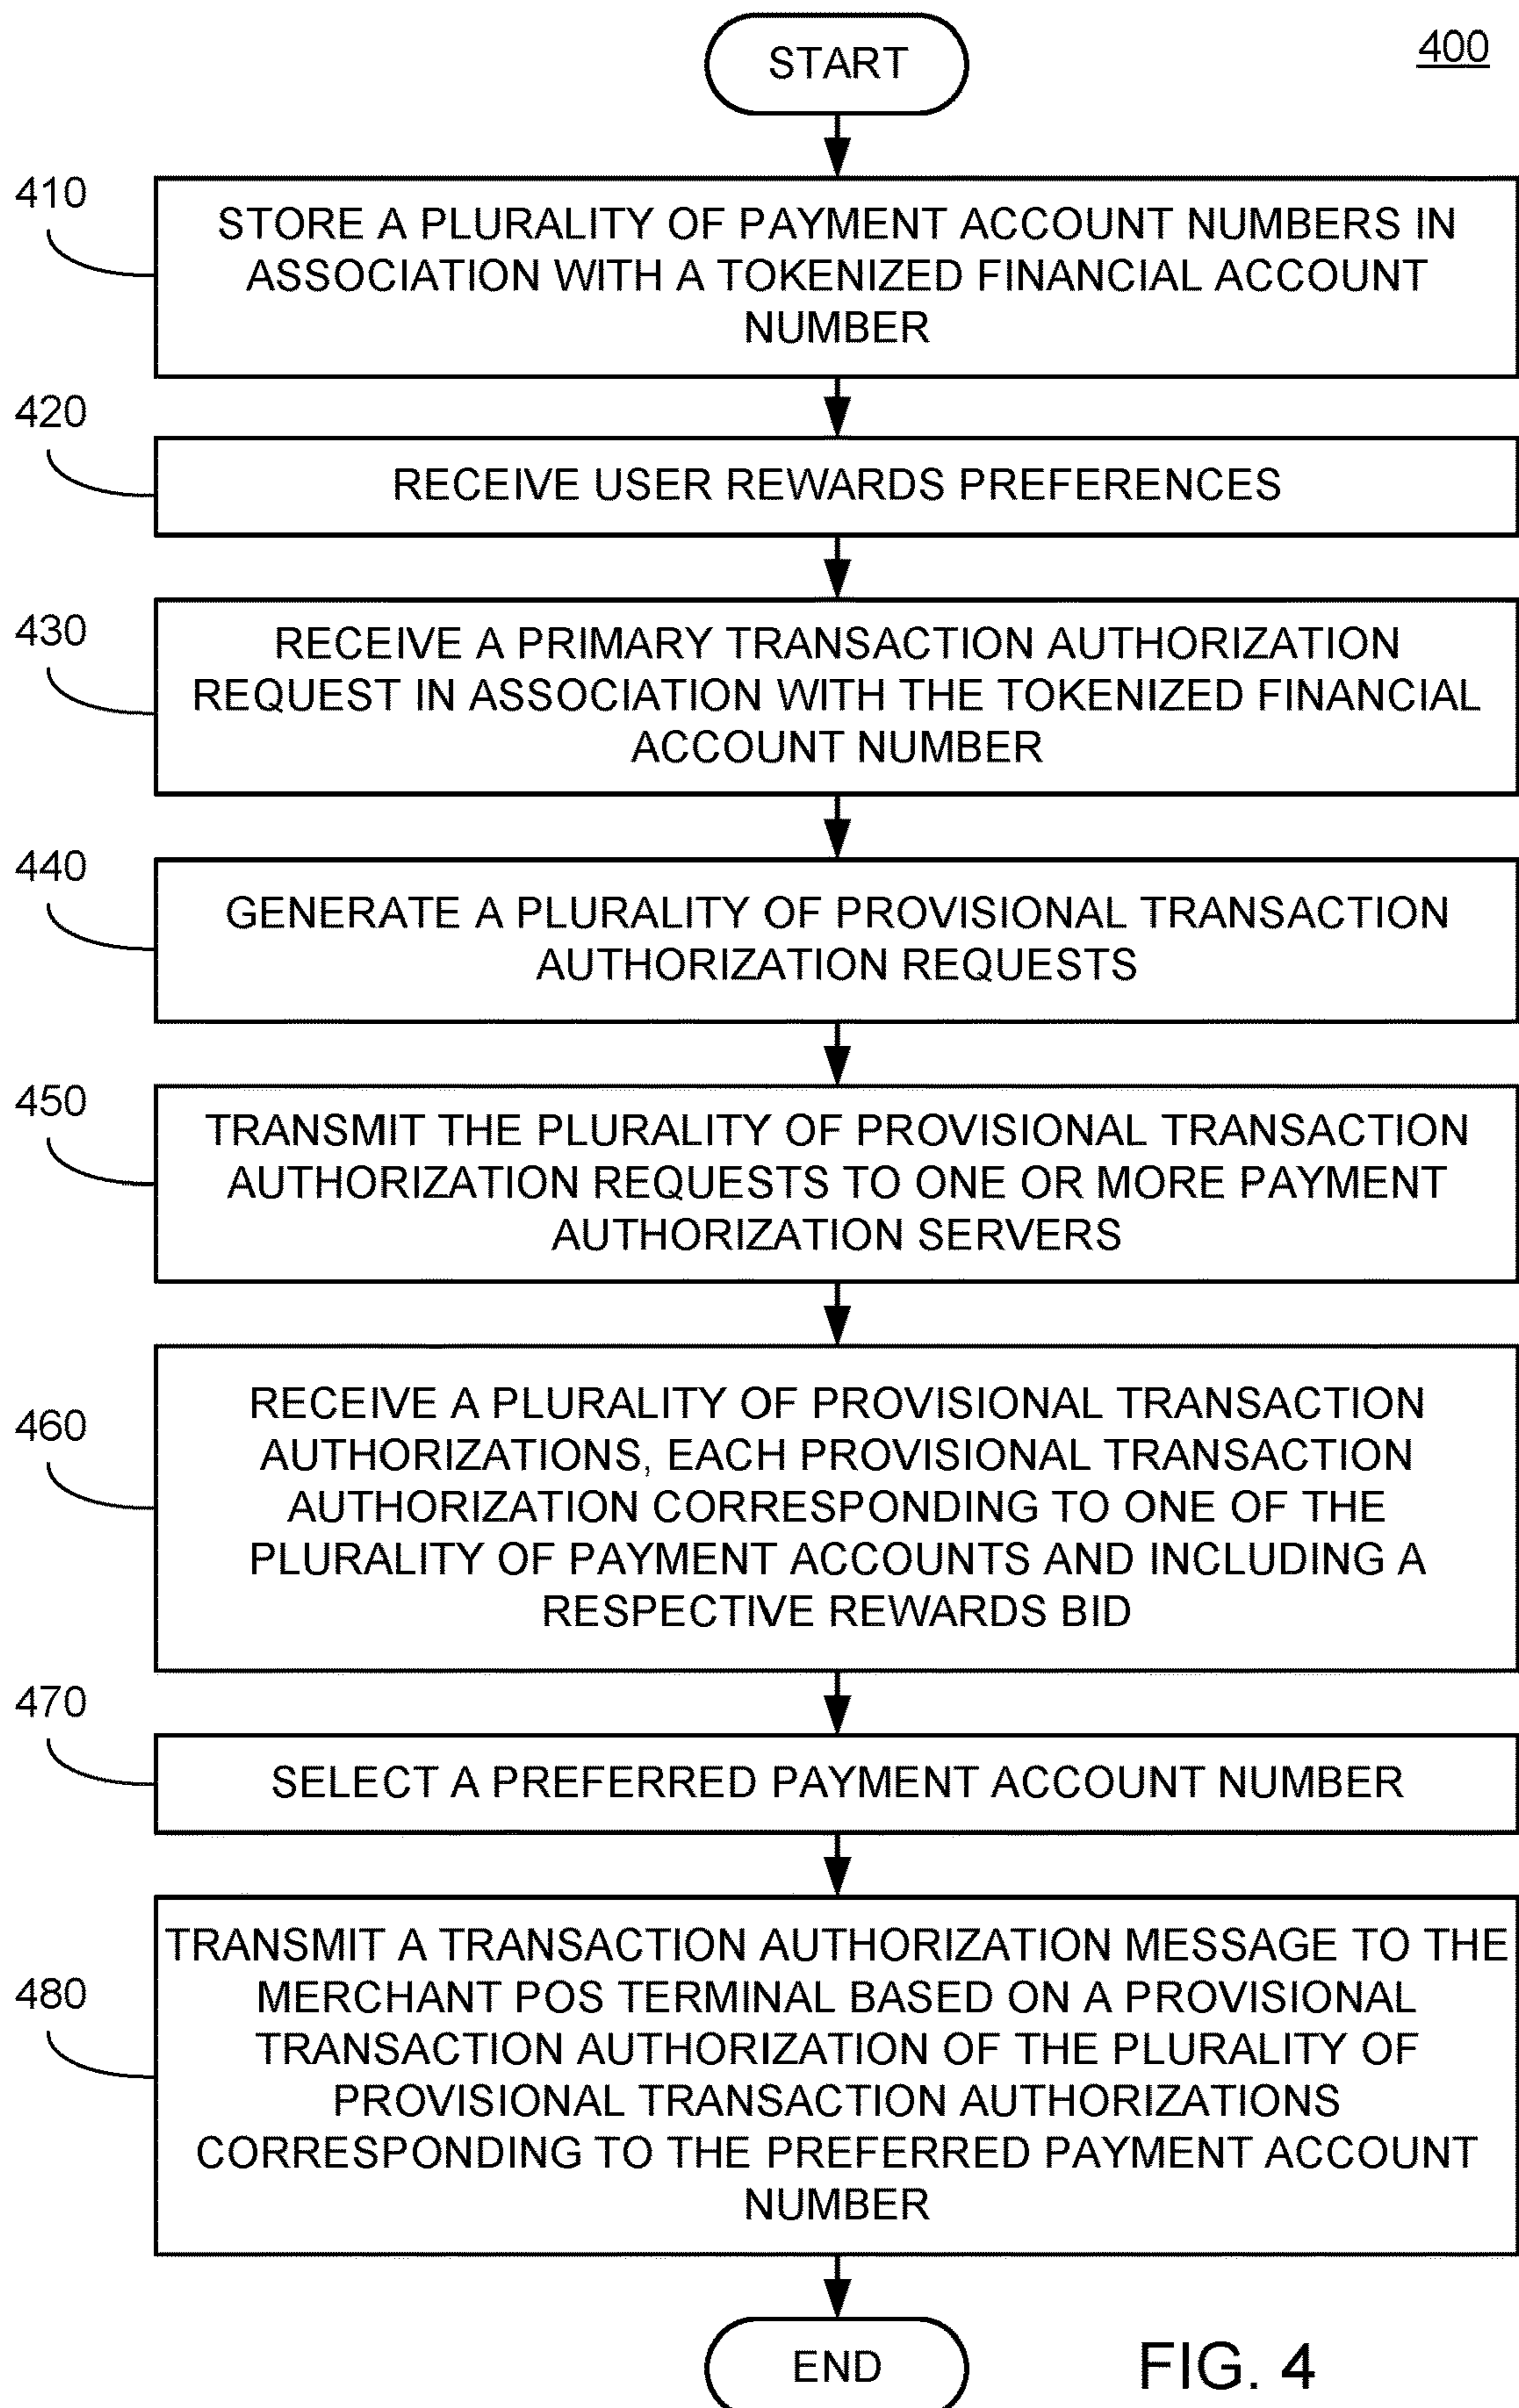 START
400
410
STORE A PLURALITY OF PAYMENT ACCOUNT NUMBERS IN
ASSOCIATION WITH A TOKENIZED FINANCIAL ACCOUNT
NUMBER
420
RECEIVE USER REWARDS PREFERENCES
430
RECEIVE A PRIMARY TRANSACTION AUTHORIZATION
REQUEST IN ASSOCIATION WITH THE TOKENIZED FINANCIAL
ACCOUNT NUMBER
440
GENERATE A PLURALITY OF PROVISIONAL TRANSACTION
AUTHORIZATION REQUESTS
450
TRANSMIT THE PLURALITY OF PROVISIONAL TRANSACTION
AUTHORIZATION REQUESTS TO ONE OR MORE PAYMENT
AUTHORIZATION SERVERS
460
RECEIVE A PLURALITY OF PROVISIONAL TRANSACTION
AUTHORIZATIONS, EACH PROVISIONAL TRANSACTION
AUTHORIZATION CORRESPONDING TO ONE OF THE
PLURALITY OF PAYMENT ACCOUNTS AND INCLUDING A
RESPECTIVE REWARDS BID
470
SELECT A PREFERRED PAYMENT ACCOUNT NUMBER
480
TRANSMIT A TRANSACTION AUTHORIZATION MESSAGE TO THE
MERCHANT POS TERMINAL BASED ON A PROVISIONAL
TRANSACTION AUTHORIZATION OF THE PLURALITY OF
PROVISIONAL TRANSACTION AUTHORIZATIONS
CORRESPONDING TO THE PREFERRED PAYMENT ACCOUNT
NUMBER
END
FIG. 4